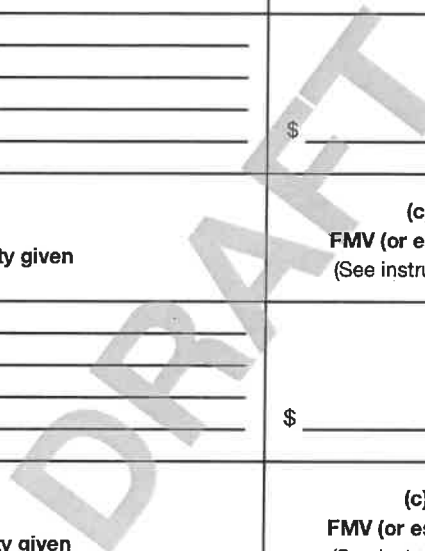 $
(c
ty given
FMV (or e
(See instru
$
(c)
ty given
FMV (or es
DRAFT